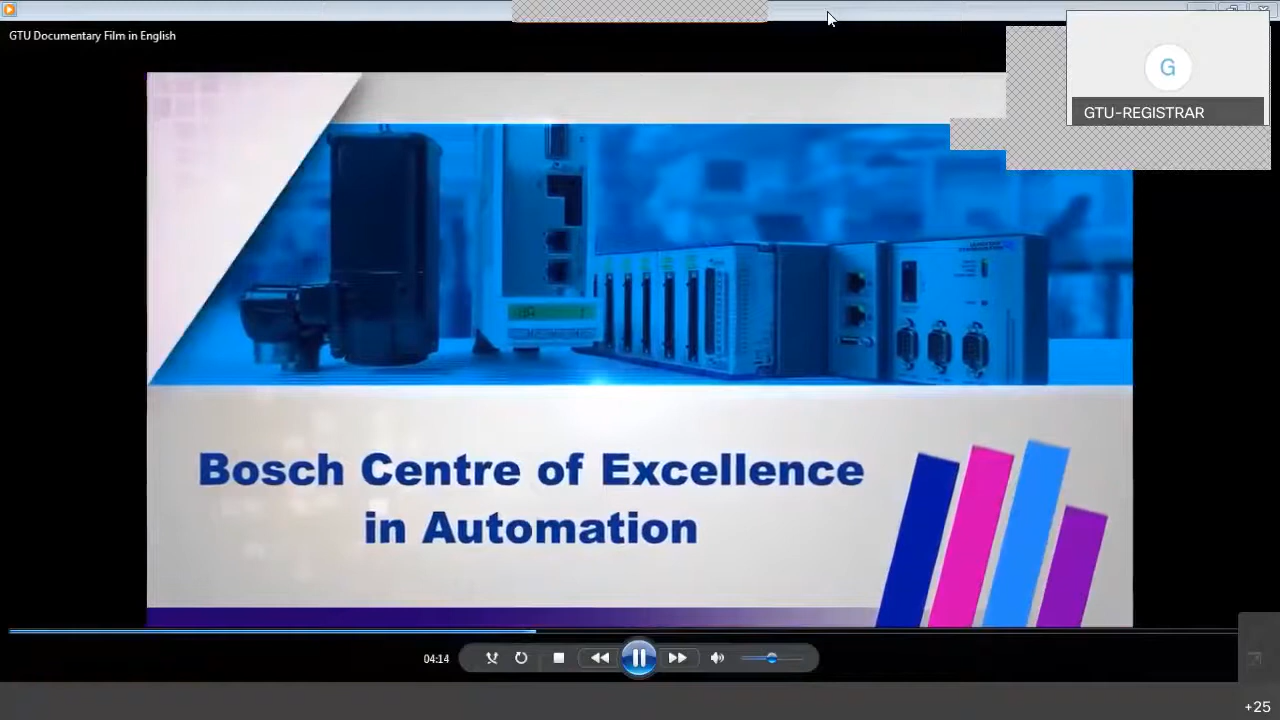 GTU Documentary Film in English
G
GTU-REGISTRAR
Bosch Centre of Excellence
in Automation
04:14
+25